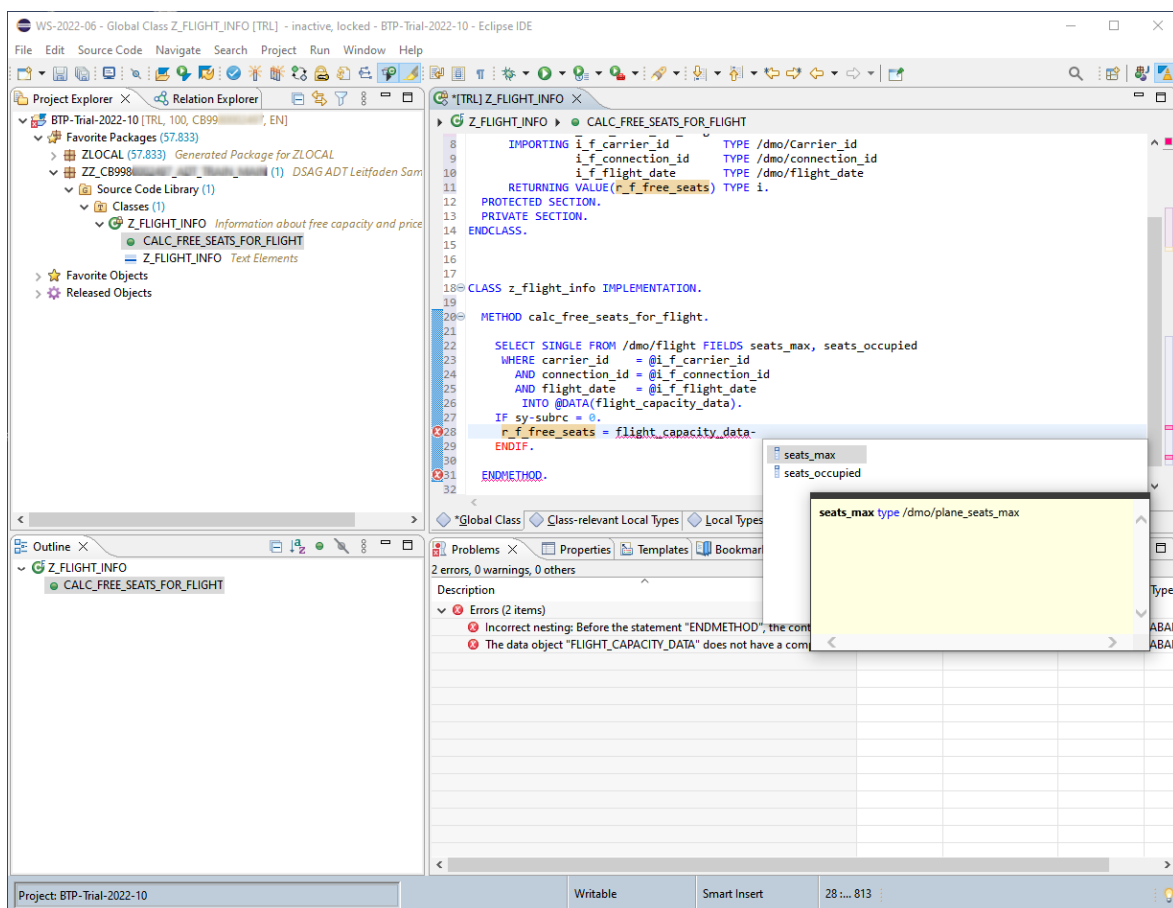 WS-2022-06 - Global Class Z_FLIGHT_INFO [TRL] - inactive, locked - BTP-Trial-2022-10 - Eclipse IDE
File Edit Source Code Navigate Search Project Run Window Help
Project Explorer Relation Explorer
BTP-Trial-2022-10 [TRL, 100, CB99 , EN]
Favorite Packages (57.833)
ZLOCAL (57.833) Generated Package for ZLOCAL
ZZ_CB998 (1) DSAG ADT Leitfaden Sam
Source Code Library (1)
Classes (1)
Z_FLIGHT_INFO Information about free capacity and price
CALC_FREE_SEATS_FOR_FLIGHT
Z_FLIGHT_INFO Text Elements
Favorite Objects
Released Objects
*[TRL] Z_FLIGHT_INFO
Z_FLIGHT_INFO CALC_FREE_SEATS_FOR_FLIGHT
8 IMPORTING i_f_carrier_id TYPE /dmo/Carrier_id
9 i_f_connection_id TYPE /dmo/connection_id
10 i_f_flight_date TYPE /dmo/flight_date
11 RETURNING VALUE(r_f_free_seats) TYPE i.
12 PROTECTED SECTION.
13 PRIVATE SECTION.
14 ENDCLASS.
15
16
17
18 CLASS z_flight_info IMPLEMENTATION.
19
20 METHOD calc_free_seats_for_flight.
21
22 SELECT SINGLE FROM /dmo/flight FIELDS seats_max, seats_occupied
23 WHERE carrier_id = @i_f_carrier_id
24 AND connection_id = @i_f_connection_id
25 AND flight_date = @i_f_flight_date
26 INTO @DATA(flight_capacity_data).
27 IF sy-subrc = 0.
28 r_f_free_seats = flight_capacity_data-
29 ENDIF.
30
31 ENDMETHOD.
32
seats_max
seats_occupied
seats_max type /dmo/plane_seats_max
*Global Class Class-relevant Local Types Local Types
Outline
Z_FLIGHT_INFO
CALC_FREE_SEATS_FOR_FLIGHT
Problems Properties Templates Bookmar
2 errors, 0 warnings, 0 others
Description Type
Errors (2 items)
Incorrect nesting: Before the statement "ENDMETHOD", the cont ABA
The data object "FLIGHT_CAPACITY_DATA" does not have a com ABA
Project: BTP-Trial-2022-10 Writable Smart Insert 28 :... 813